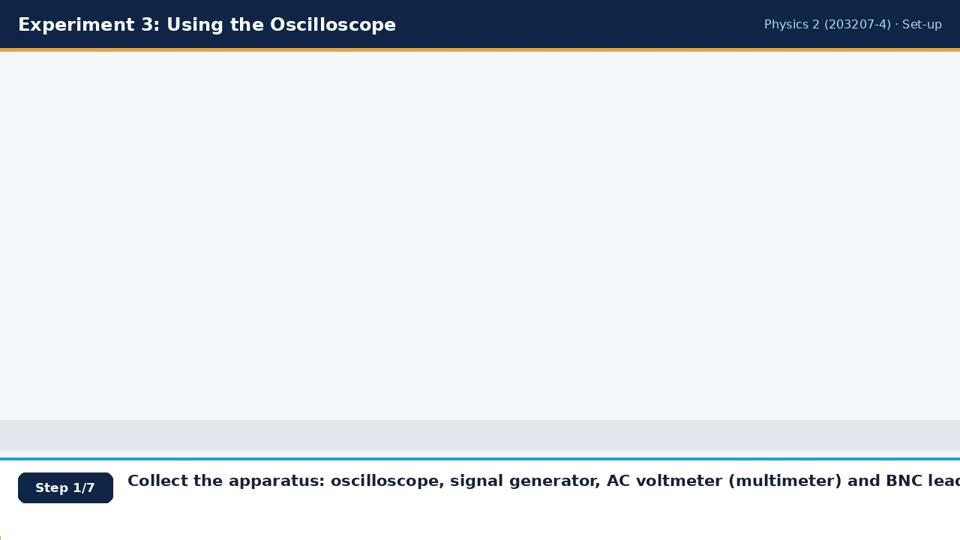 Experiment 3: Using the Oscilloscope
Physics 2 (203207-4) · Set-up
Step 1/7
Collect the apparatus: oscilloscope, signal generator, AC voltmeter (multimeter) and BNC lead